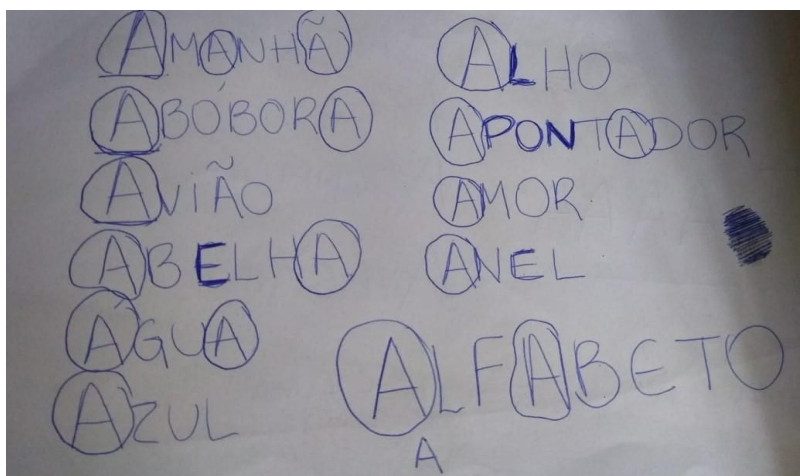 AMANHÃ
ABÓBORA
AVIÃO
ABELHA
ÁGUA
AZUL
ALHO
APONTADOR
AMOR
ANEL
ALFABETO
A